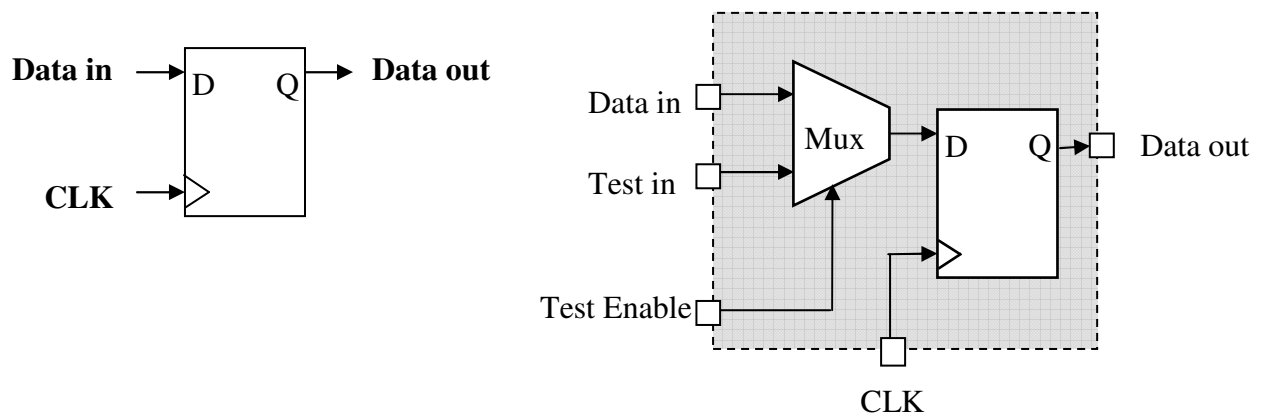 Data in
D
Q
Data out
CLK
Data in
Test in
Mux
D
Q
Data out
Test Enable
CLK